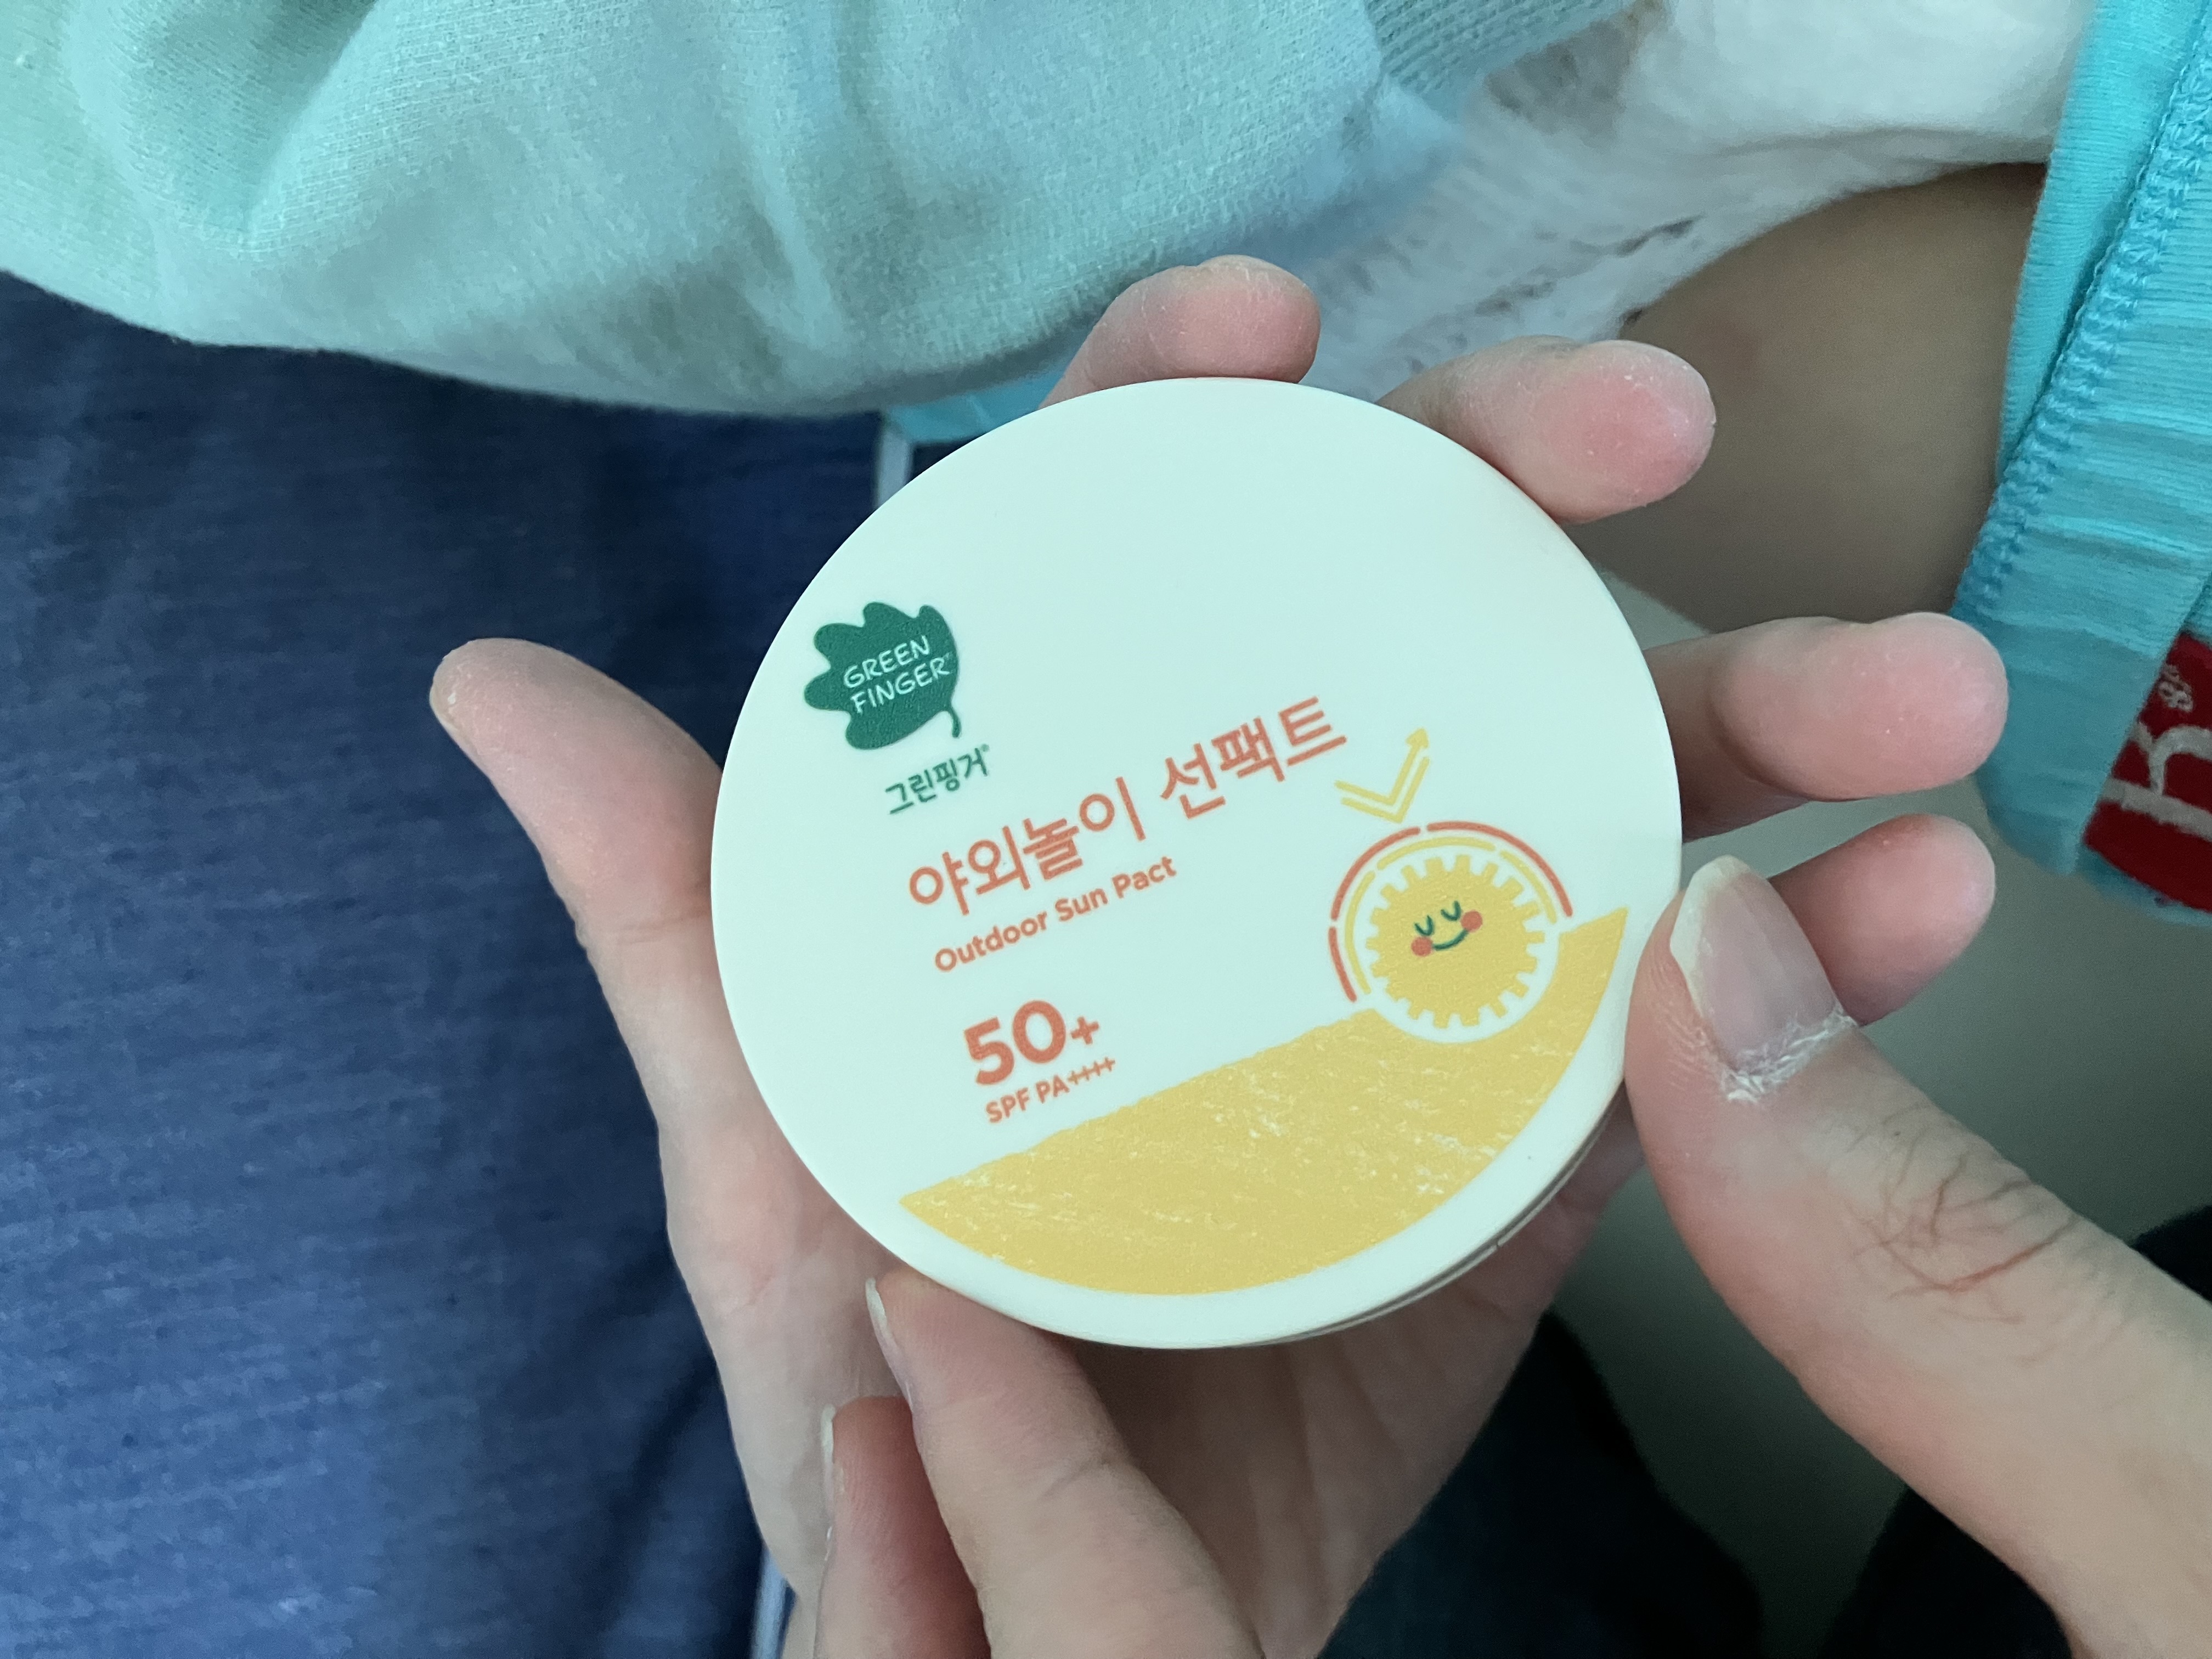 GREEN
FINGER
그린핑거
야외놀이 선팩트
Outdoor Sun Pact
50+
SPF PA++++